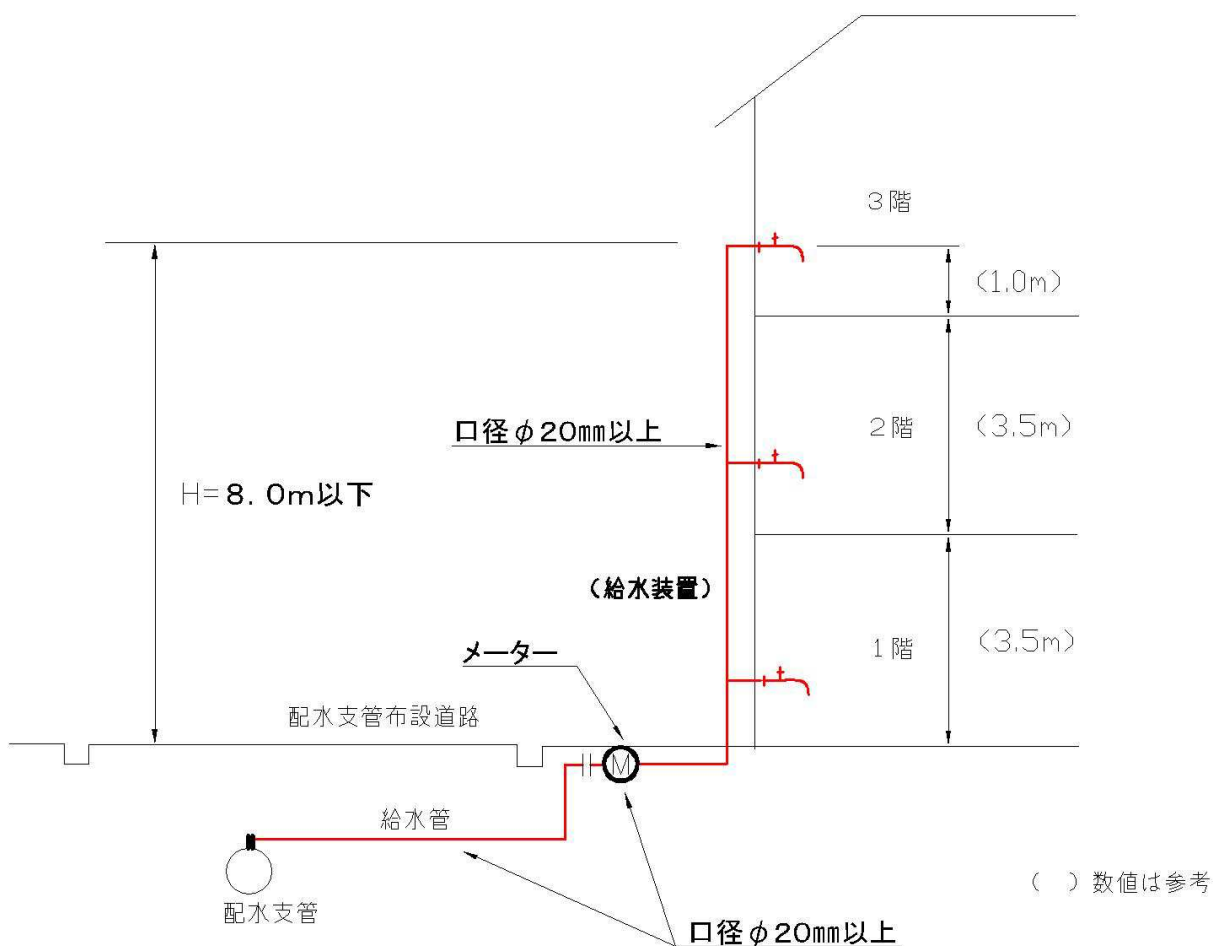 3階
(1.0m)
口径φ20㎜以上
2階
(3.5m)
H=8.0m以下
(給水装置)
1階
(3.5m)
メーター
配水支管布設道路
M
給水管
( )数値は参考
配水支管
口径φ20㎜以上